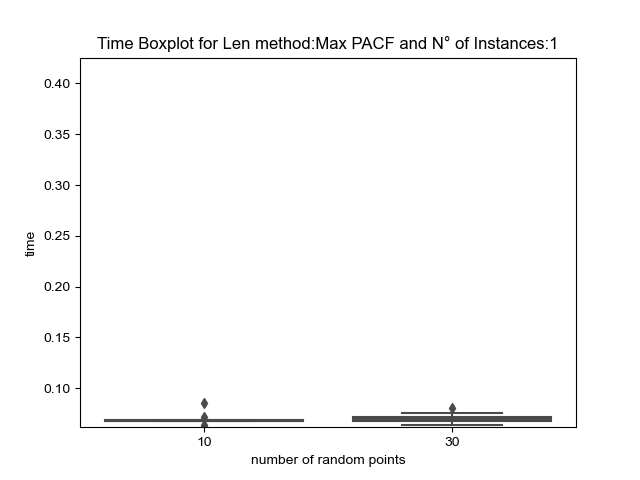 Time Boxplot for Len method:Max PACF and N° of Instances:1
0.40
0.35
0.30
0.25
time
0.20
0.15
0.10
10 30
number of random points